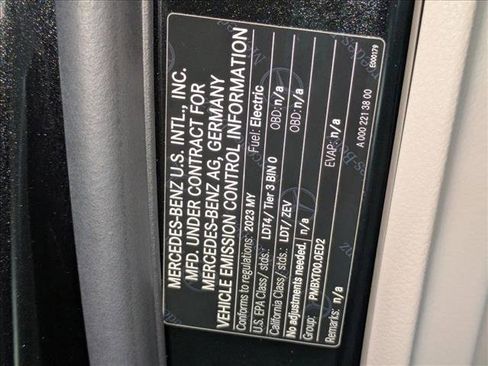 MERCEDES-BENZ U.S. INTL., INC.
MFD. UNDER CONTRACT FOR
MERCEDES-BENZ AG, GERMANY
VEHICLE EMISSION CONTROL INFORMATION
Conforms to regulations: 2023 MY Fuel: Electric
U.S. EPA Class/ stds.: LDT4/ Tier 3 BIN 0 OBD: n/a
California Class/ stds.: LDT/ ZEV OBD: n/a
No adjustments needed. n/a
Group: PMBXT00.0ED2 EVAP: n/a
Remarks: n/a
A 000 221 38 00
E000179